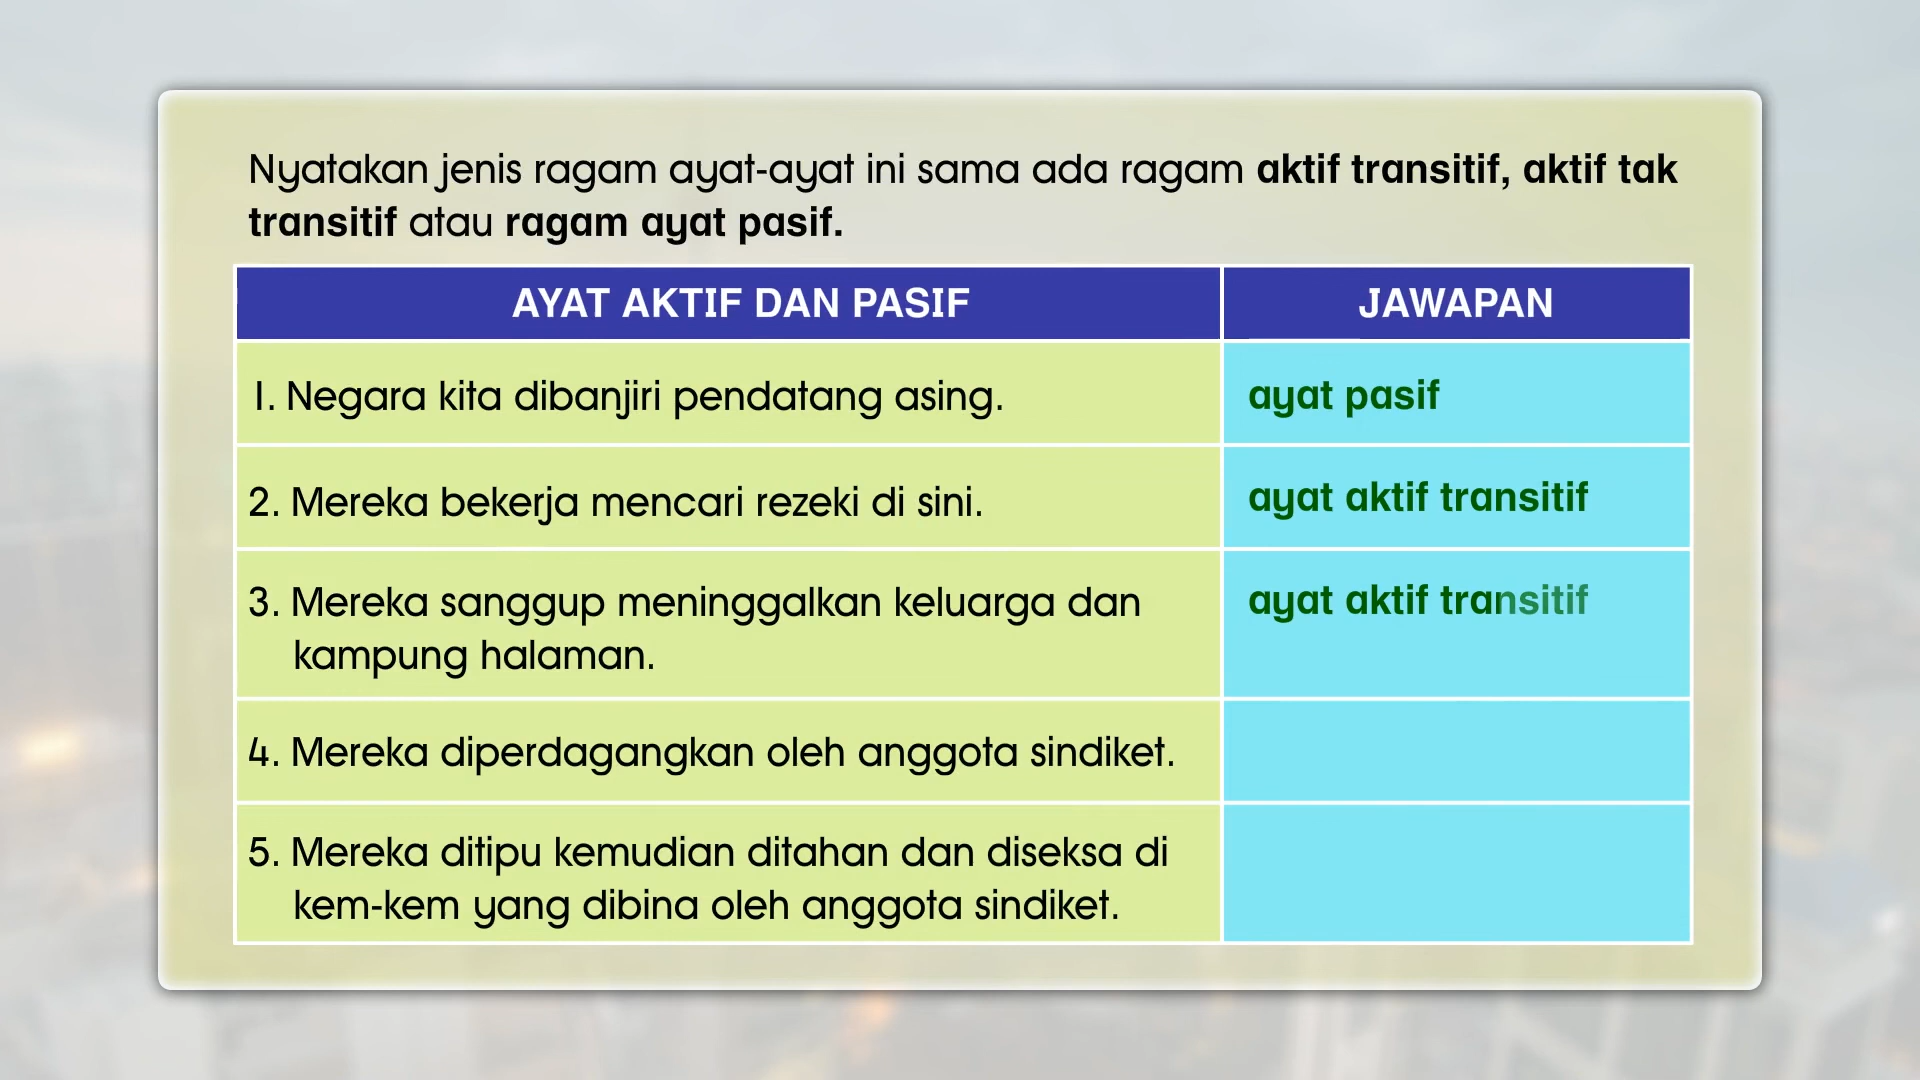 Nyatakan jenis ragam ayat-ayat ini sama ada ragam aktif transitif, aktif tak
transitif atau ragam ayat pasif.
AYAT AKTIF DAN PASIF
JAWAPAN
1. Negara kita dibanjiri pendatang asing.
ayat pasif
2. Mereka bekerja mencari rezeki di sini.
ayat aktif transitif
3. Mereka sanggup meninggalkan keluarga dan
kampung halaman.
ayat aktif transitif
4. Mereka diperdagangkan oleh anggota sindiket.
5. Mereka ditipu kemudian ditahan dan diseksa di
kem-kem yang dibina oleh anggota sindiket.